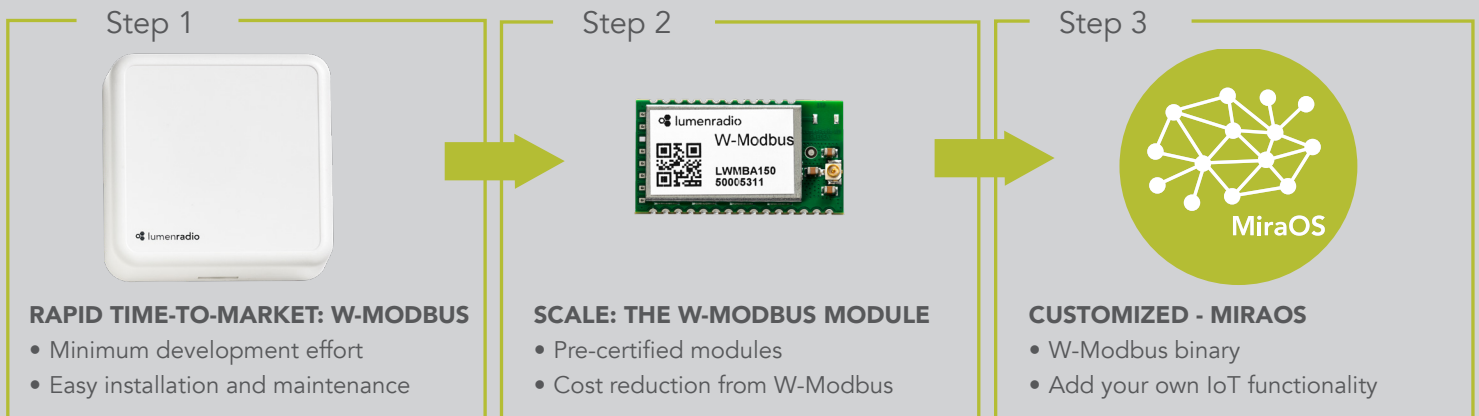 Step 1
lumenradio
RAPID TIME-TO-MARKET: W-MODBUS
• Minimum development effort
• Easy installation and maintenance
Step 2
lumenradio
W-Modbus
LWMBA150
50005311
SCALE: THE W-MODBUS MODULE
• Pre-certified modules
• Cost reduction from W-Modbus
Step 3
MiraOS
CUSTOMIZED - MIRAOS
• W-Modbus binary
• Add your own IoT functionality